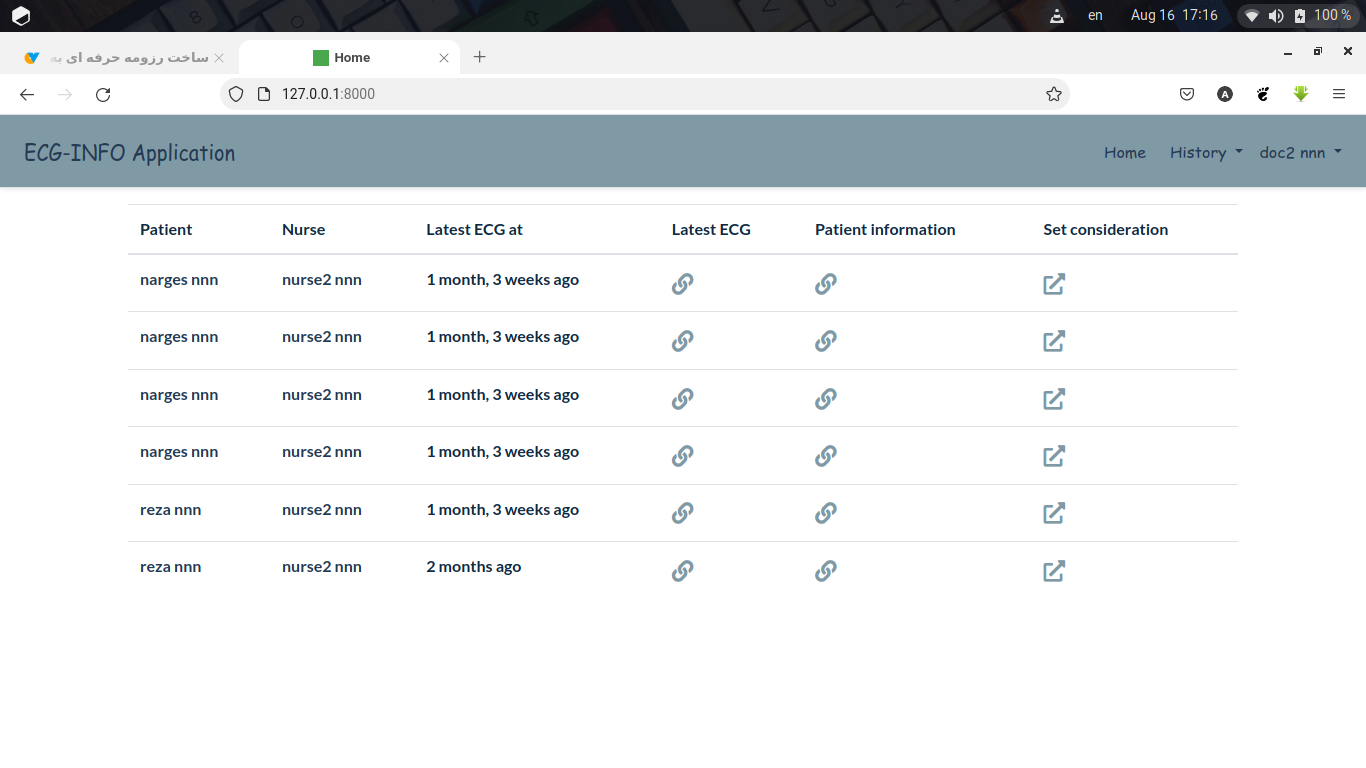 en Aug 16 17:16 100 %
ساخت رزومه حرفه ای به Home
127.0.0.1:8000
ECG-INFO Application Home History doc2 nnn
Patient Nurse Latest ECG at Latest ECG Patient information Set consideration
narges nnn nurse2 nnn 1 month, 3 weeks ago
narges nnn nurse2 nnn 1 month, 3 weeks ago
narges nnn nurse2 nnn 1 month, 3 weeks ago
narges nnn nurse2 nnn 1 month, 3 weeks ago
reza nnn nurse2 nnn 1 month, 3 weeks ago
reza nnn nurse2 nnn 2 months ago